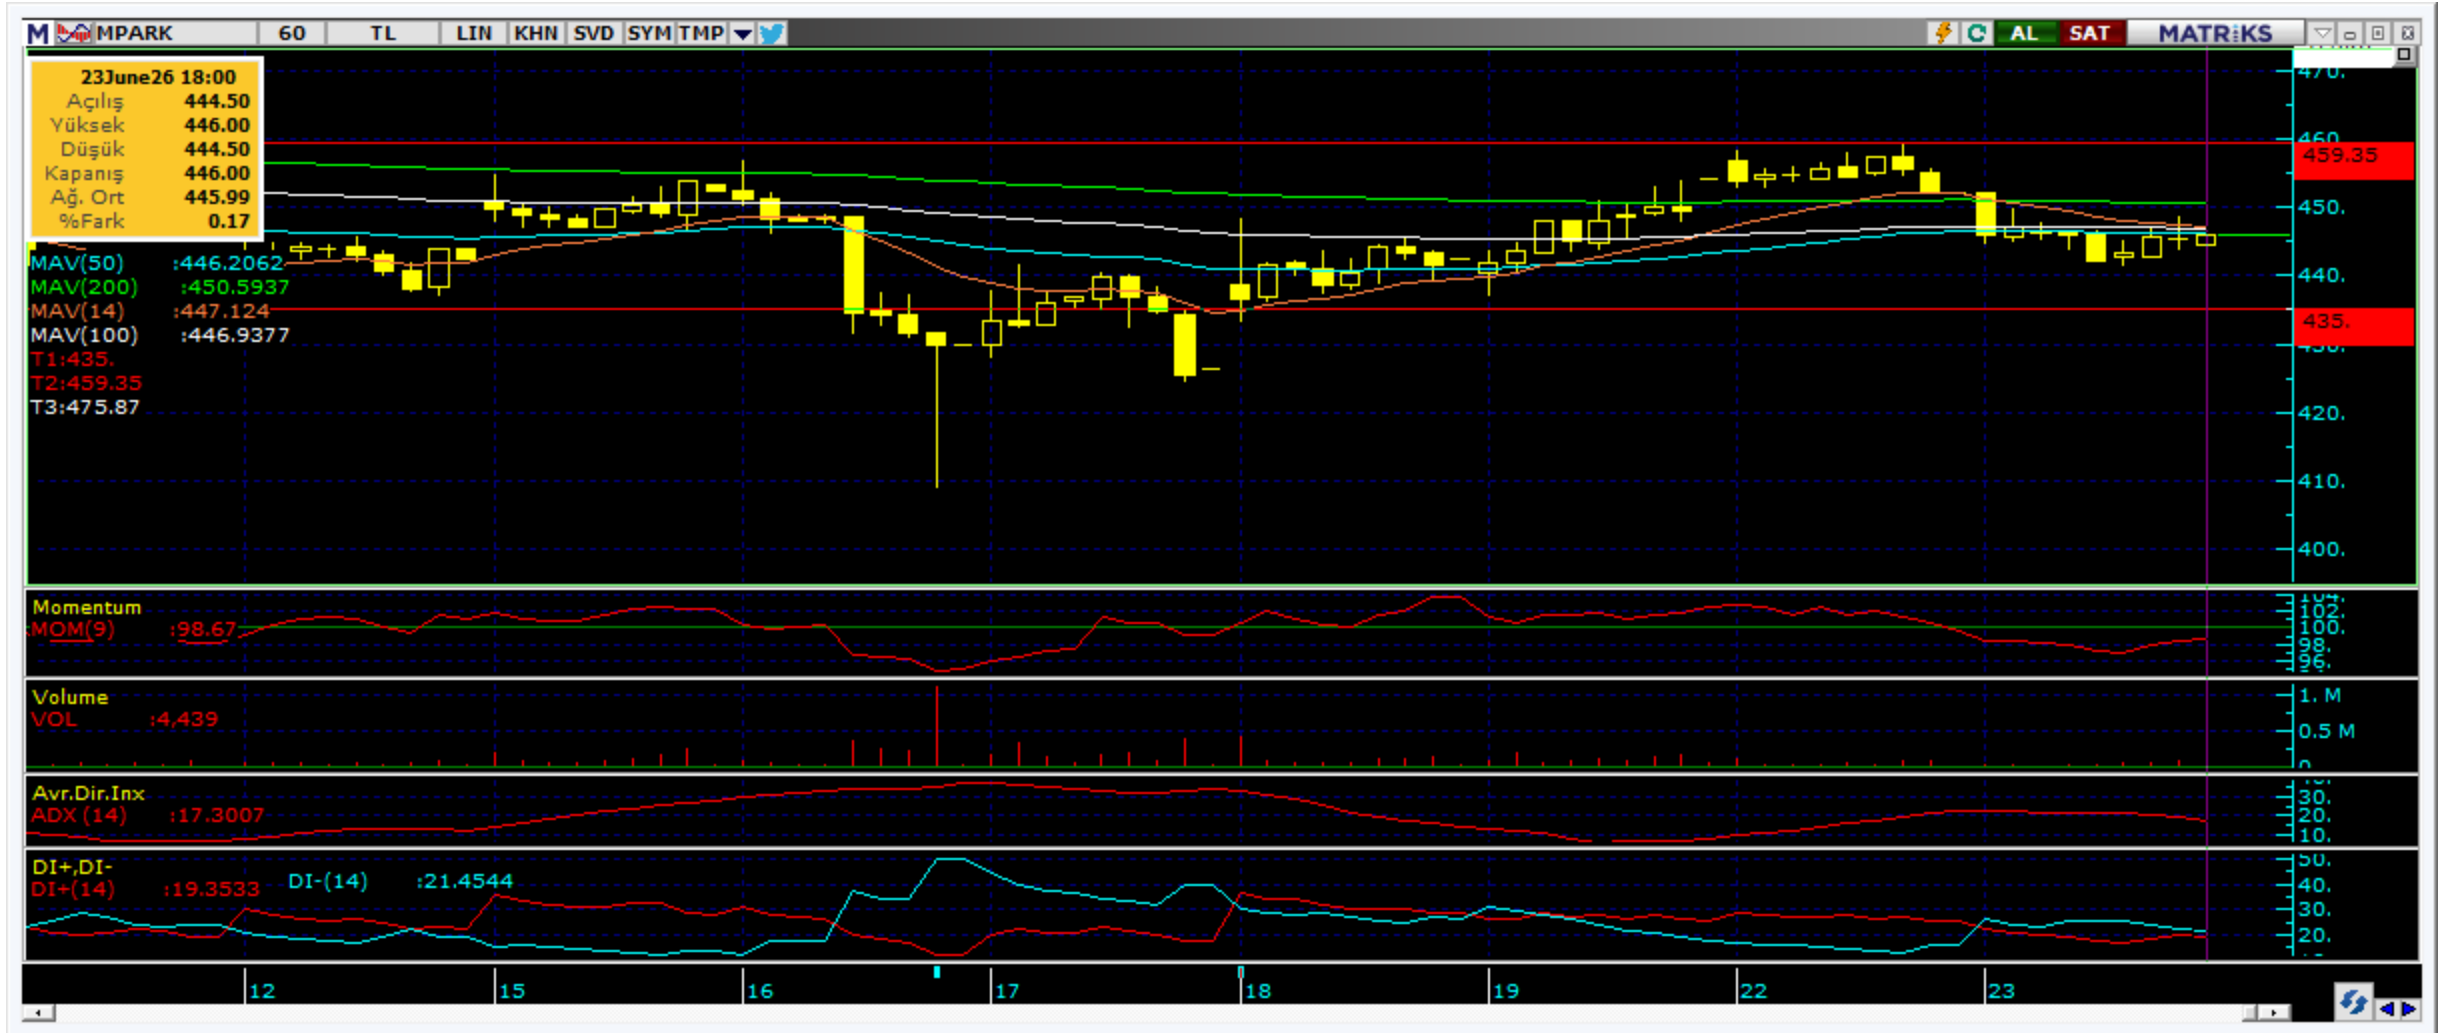 M MPARK 60 TL LIN KHN SVD SYM TMP AL SAT MATRiKS
23June26 18:00
Açılış 444.50
Yüksek 446.00
Düşük 444.50
Kapanış 446.00
Ağ. Ort 445.99
%Fark 0.17
MAV(50) :446.2062
MAV(200) :450.5937
MAV(14) :447.124
MAV(100) :446.9377
T1:435.
T2:459.35
T3:475.87
470.
460.
459.35
450.
440.
435.
430.
420.
410.
400.
Momentum
MOM(9) :98.67
104.
102.
100.
98.
96.
Volume
VOL :4,439
1. M
0.5 M
0
Avr.Dir.Inx
ADX (14) :17.3007
30.
20.
10.
DI+,DI-
DI+(14) :19.3533 DI-(14) :21.4544
50.
40.
30.
20.
12 15 16 17 18 19 22 23